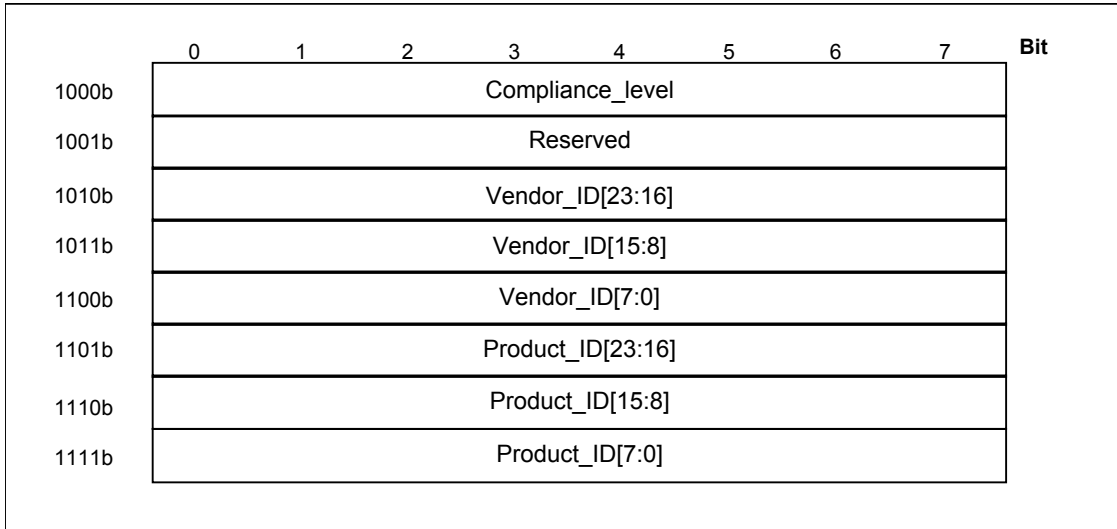 0 1 2 3 4 5 6 7 Bit
1000b Compliance_level
1001b Reserved
1010b Vendor_ID[23:16]
1011b Vendor_ID[15:8]
1100b Vendor_ID[7:0]
1101b Product_ID[23:16]
1110b Product_ID[15:8]
1111b Product_ID[7:0]